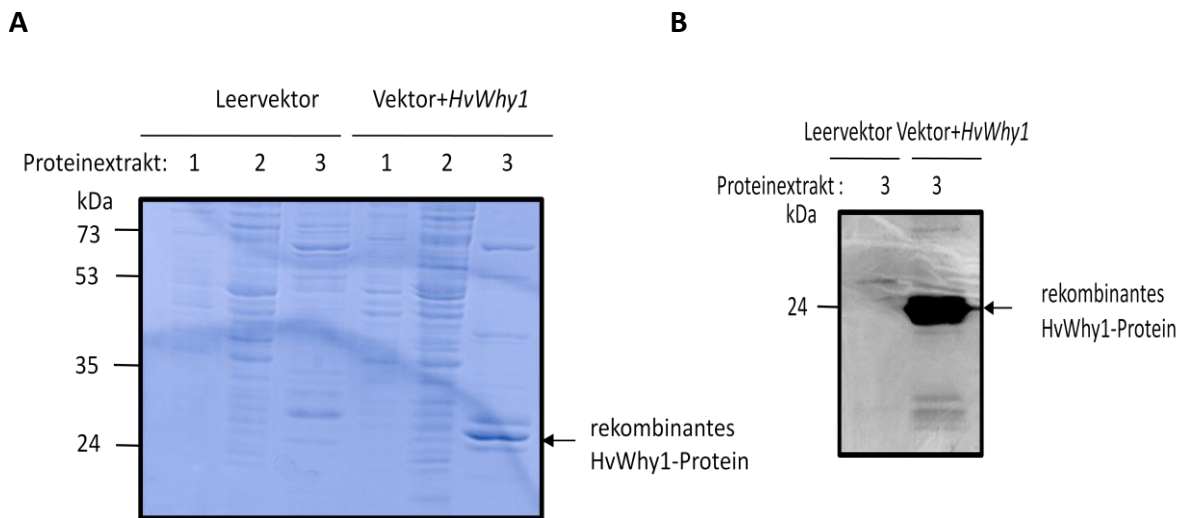 A
Leervektor Vektor+HvWhy1
Proteinextrakt: 1 2 3 1 2 3
kDa
73
53
35
24
rekombinantes
HvWhy1-Protein
B
Leervektor Vektor+HvWhy1
Proteinextrakt : 3 3
kDa
24
rekombinantes
HvWhy1-Protein